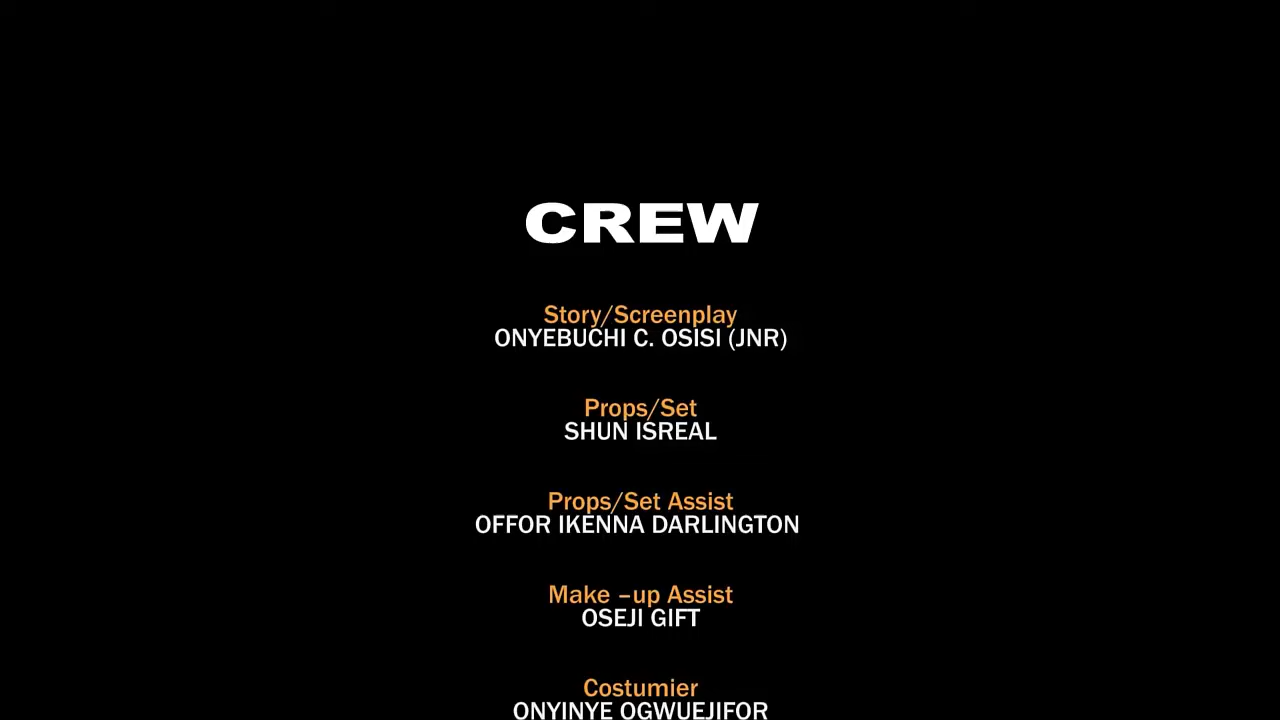 CREW
Story/Screenplay
ONYEBUCHI C. OSISI (JNR)
Props/Set
SHUN ISREAL
Props/Set Assist
OFFOR IKENNA DARLINGTON
Make –up Assist
OSEJI GIFT
Costumier
ONYINYE OGWUEJIFOR